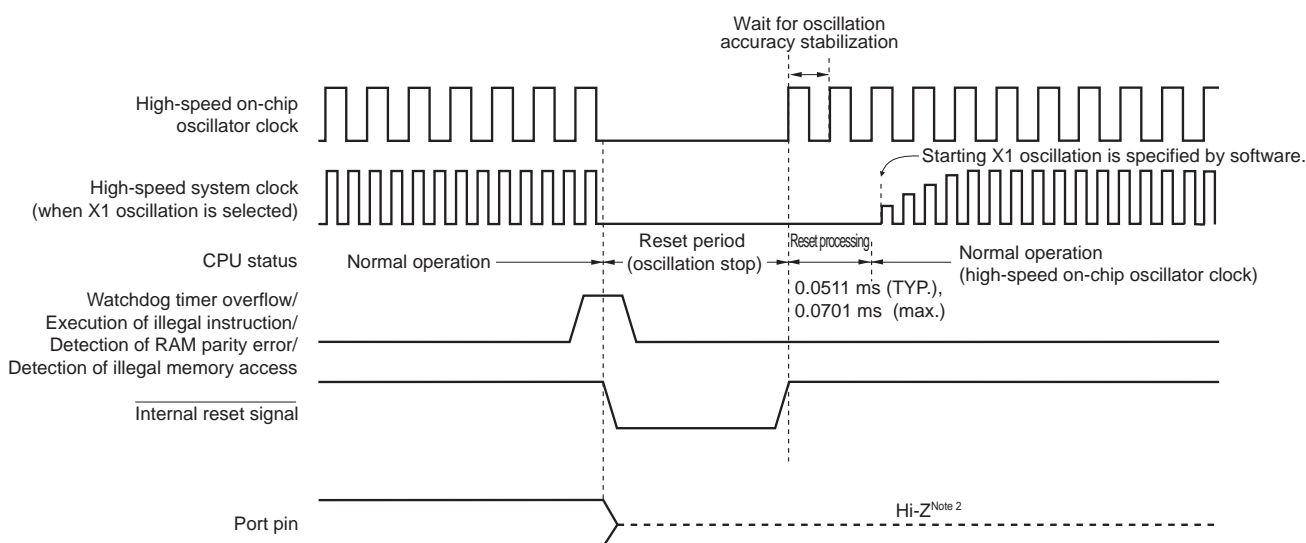 Wait for oscillation
accuracy stabilization
High-speed on-chip
oscillator clock
Starting X1 oscillation is specified by software.
High-speed system clock
(when X1 oscillation is selected)
CPU status
Normal operation
Reset period
(oscillation stop)
Reset processing
Normal operation
(high-speed on-chip oscillator clock)
0.0511 ms (TYP.),
0.0701 ms (max.)
Watchdog timer overflow/
Execution of illegal instruction/
Detection of RAM parity error/
Detection of illegal memory access
Internal reset signal
Port pin
Hi-Z Note 2